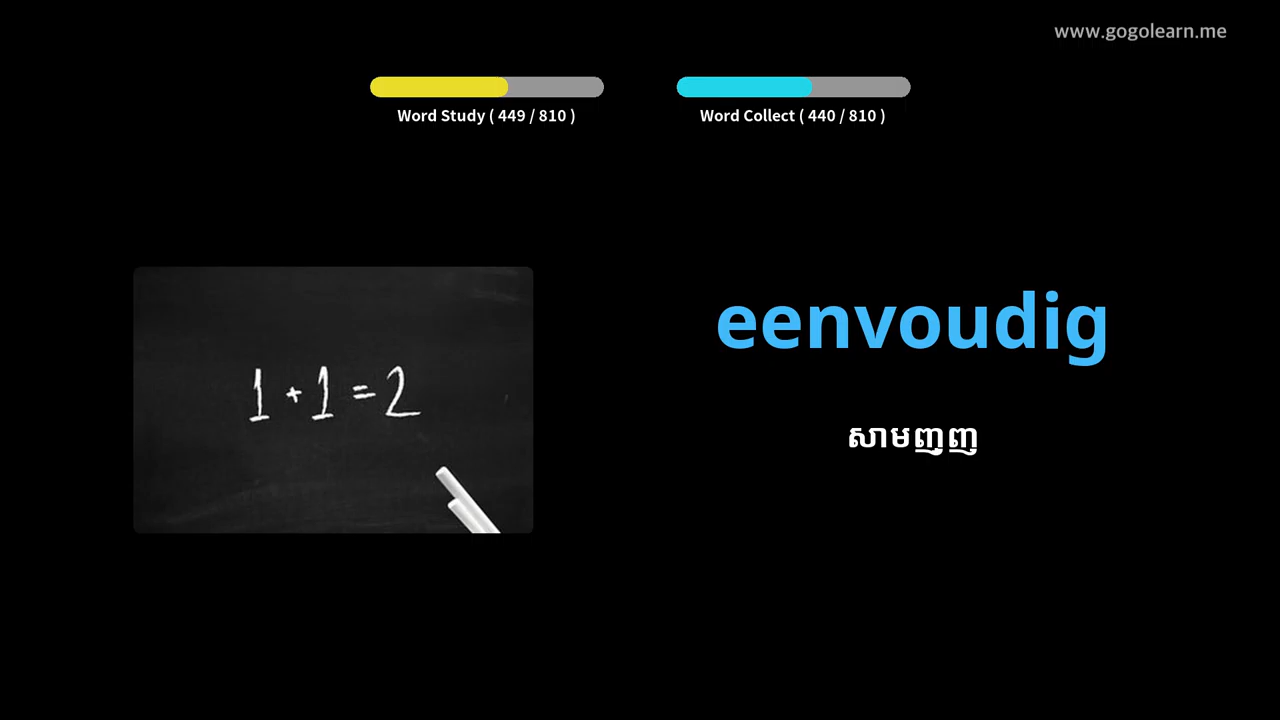 www.gogolearn.me
Word Study ( 449 / 810 )
Word Collect ( 440 / 810 )
1 + 1 = 2
eenvoudig
សាមញ្ញ